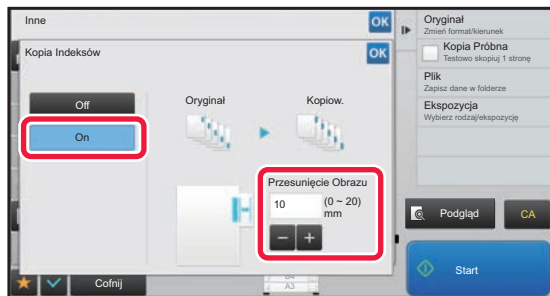 Inne
OK
Kopia Indeksów
OK
Off
On
Oryginał
Kopiow.
Przesunięcie Obrazu
10
(0 ~ 20)
mm
Cofnij
A3
Oryginał
Zmień format/kierunek
Kopia Próbna
Testowo skopiuj 1 stronę
Plik
Zapisz dane w folderze
Ekspozycja
Wybierz rodzaj/ekspozycję
Podgląd
CA
Start